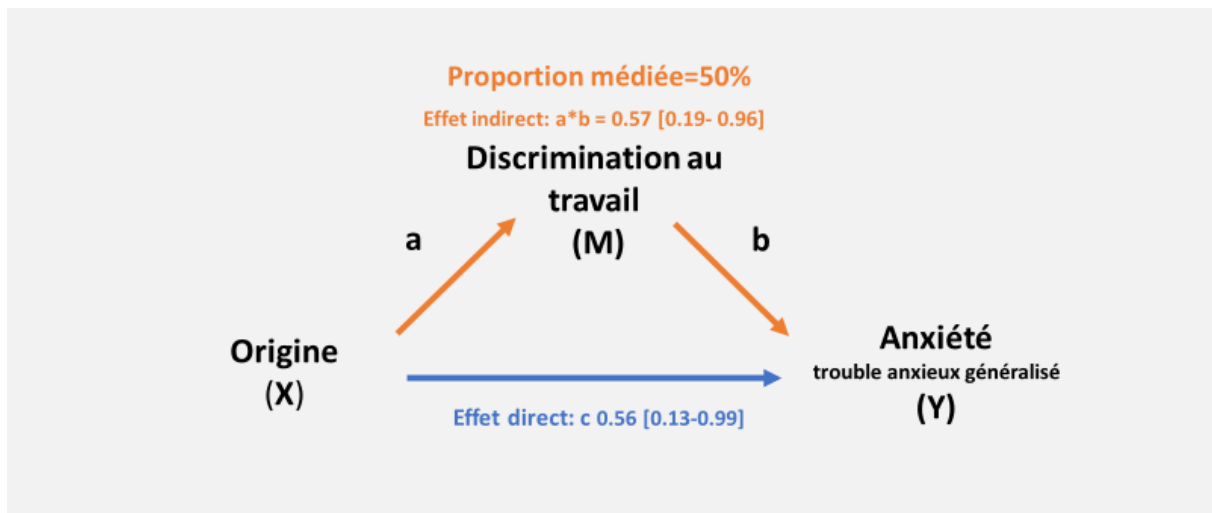 Proportion médiée=50%
Effet indirect: a*b = 0.57 [0.19- 0.96]
Discrimination au
travail
(M)
a
b
Origine
(X)
Anxiété
trouble anxieux généralisé
(Y)
Effet direct: c 0.56 [0.13-0.99]